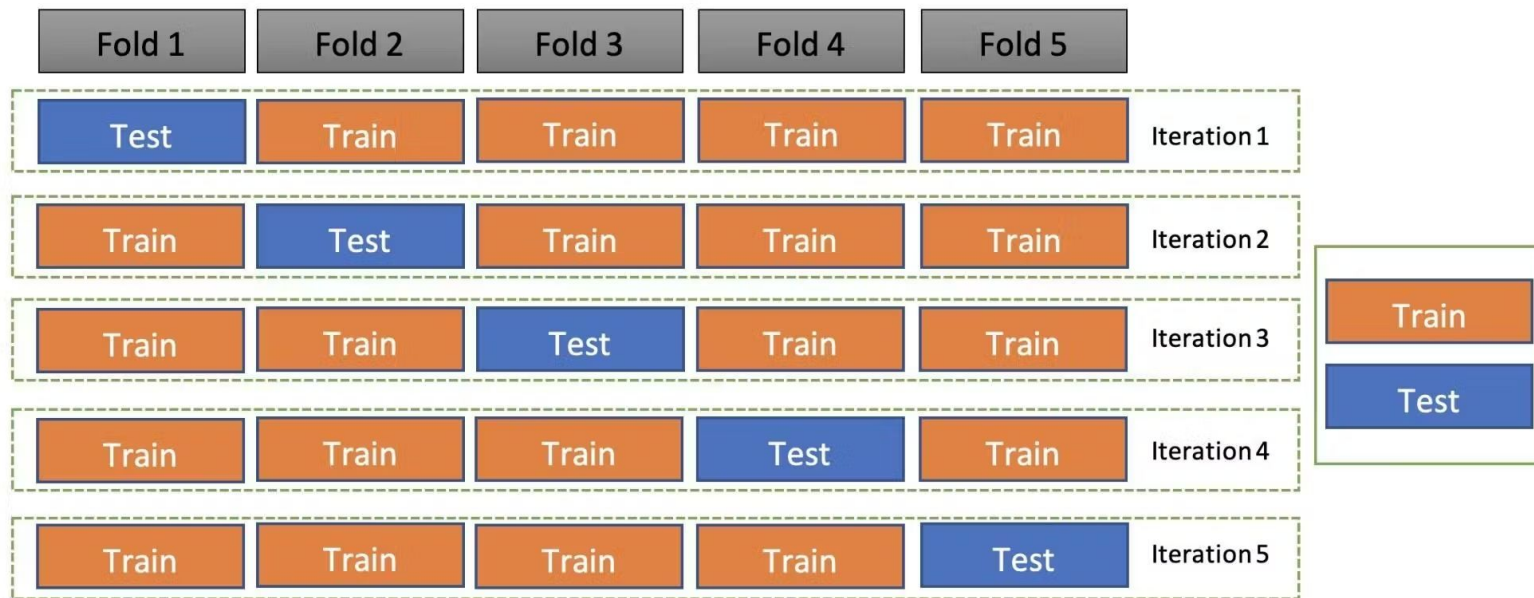 Fold 1 Fold 2 Fold 3 Fold 4 Fold 5
Test Train Train Train Train Iteration 1
Train Test Train Train Train Iteration 2
Train Train Test Train Train Iteration 3
Train Train Train Test Train Iteration 4
Train Train Train Train Test Iteration 5
Train
Test